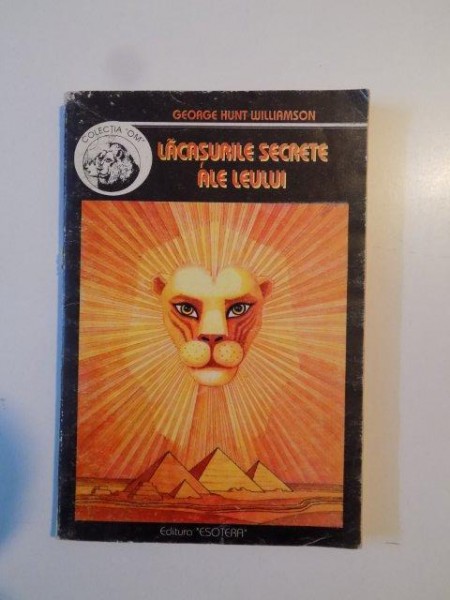 GEORGE HUNT WILLIAMSON
COLECŢIA "OM"
LĂCAŞURILE SECRETE
ALE LEULUI
Editura "ESOTERA"